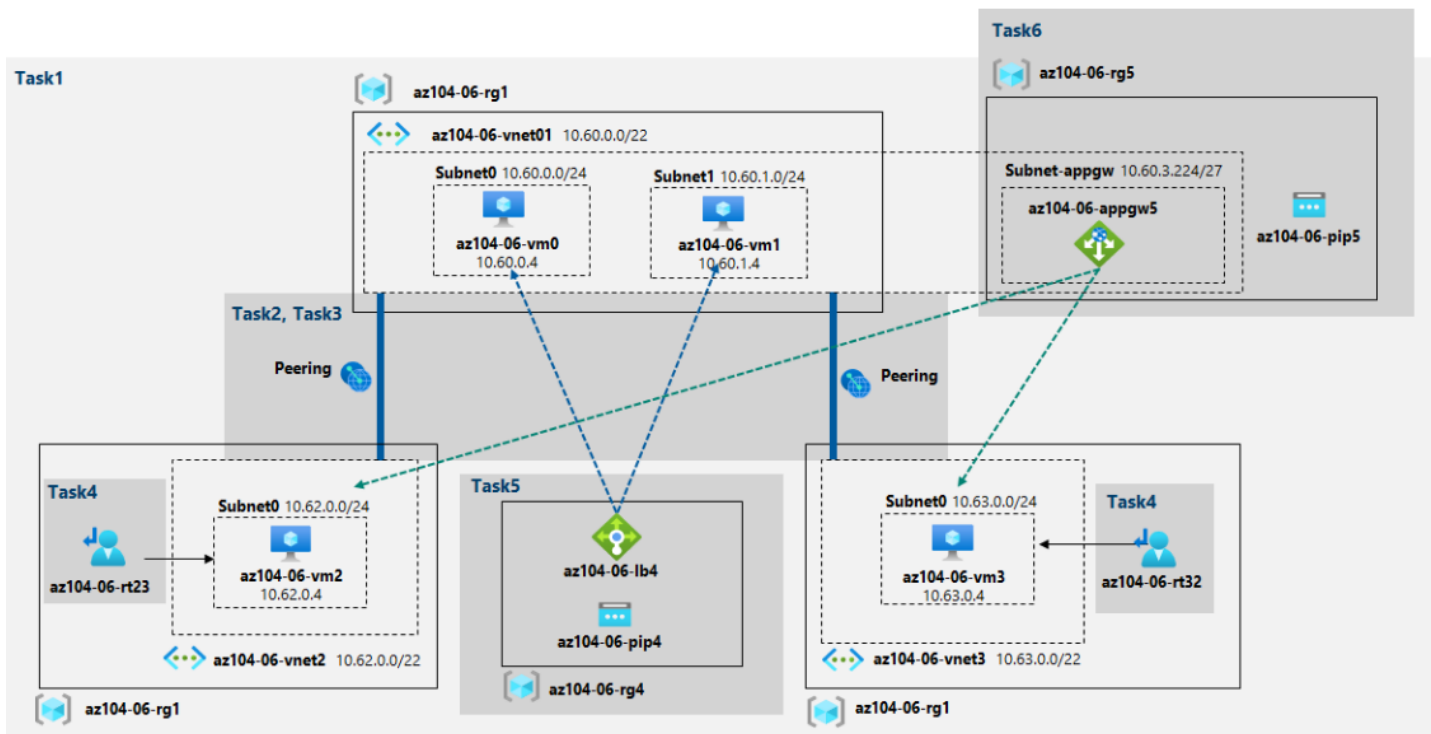 Task6
az104-06-rg5
Task1
az104-06-rg1
az104-06-vnet01 10.60.0.0/22
Subnet0 10.60.0.0/24
Subnet1 10.60.1.0/24
Subnet-appgw 10.60.3.224/27
az104-06-appgw5
az104-06-pip5
az104-06-vm0
10.60.0.4
az104-06-vm1
10.60.1.4
Task2, Task3
Peering
Peering
Task4
Subnet0 10.62.0.0/24
az104-06-rt23
az104-06-vm2
10.62.0.4
az104-06-vnet2 10.62.0.0/22
az104-06-rg1
Task5
az104-06-lb4
az104-06-pip4
az104-06-rg4
Subnet0 10.63.0.0/24
Task4
az104-06-vm3
10.63.0.4
az104-06-rt32
az104-06-vnet3 10.63.0.0/22
az104-06-rg1